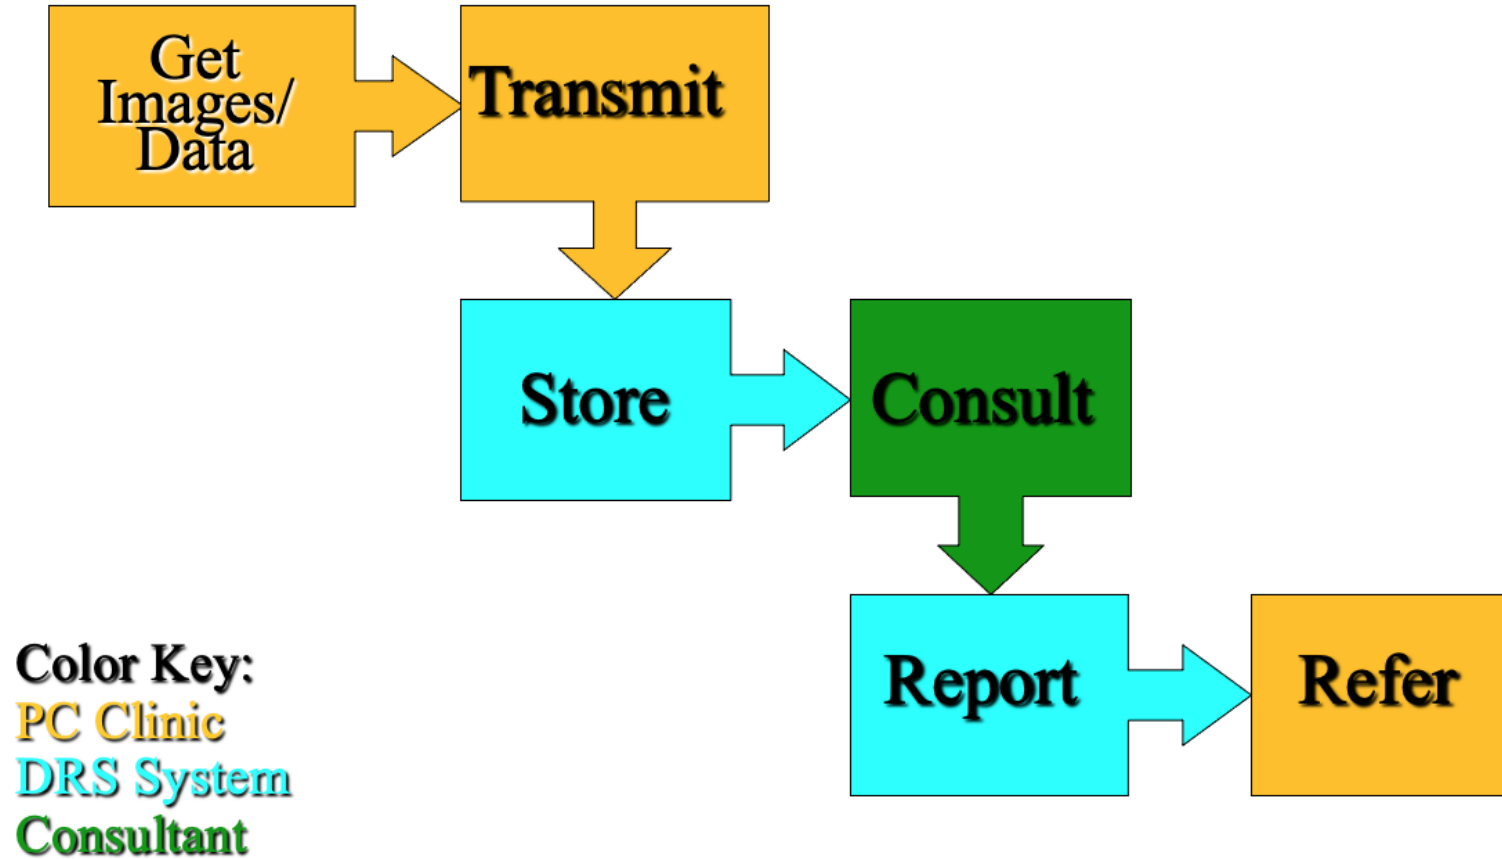 Get
Images/
Data
Transmit
Store
Consult
Report
Refer
Color Key:
PC Clinic
DRS System
Consultant